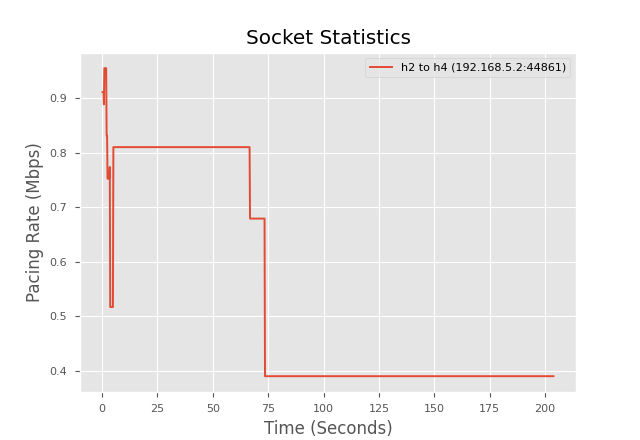 Socket Statistics
h2 to h4 (192.168.5.2:44861)
Pacing Rate (Mbps)
0.9
0.8
0.7
0.6
0.5
0.4
0 25 50 75 100 125 150 175 200
Time (Seconds)